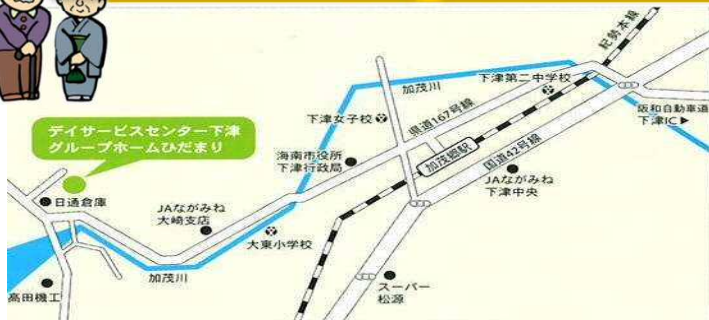 紀勢本線
加茂川
下津第二中学校
阪和自動車道
下津IC▶
下津女子校
県道167号線
デイサービスセンター下津
グループホームひだまり
海南市役所
下津行政局
加茂郷駅
国道42号線
JAながみね
下津中央
日通倉庫
JAながみね
大崎支店
大東小学校
加茂川
高田機工
スーパー
松源